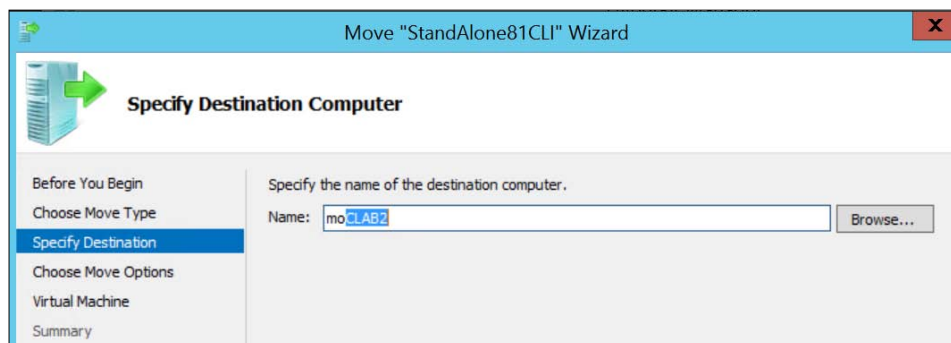 Move "StandAlone81CLI" Wizard
X
Specify Destination Computer
Before You Begin
Choose Move Type
Specify Destination
Choose Move Options
Virtual Machine
Summary
Specify the name of the destination computer.
Name: moCLAB2 Browse...